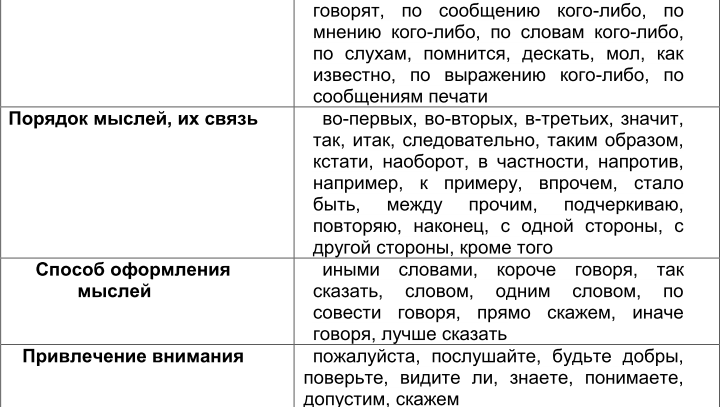 говорят, по сообщению кого-либо, по
мнению кого-либо, по словам кого-либо,
по слухам, помнится, дескать, мол, как
известно, по выражению кого-либо, по
сообщениям печати
Порядок мыслей, их связь
во-первых, во-вторых, в-третьих, значит,
так, итак, следовательно, таким образом,
кстати, наоборот, в частности, напротив,
например, к примеру, впрочем, стало
быть, между прочим, подчеркиваю,
повторяю, наконец, с одной стороны, с
другой стороны, кроме того
Способ оформления
мыслей
иными словами, короче говоря, так
сказать, словом, одним словом, по
совести говоря, прямо скажем, иначе
говоря, лучше сказать
Привлечение внимания
пожалуйста, послушайте, будьте добры,
поверьте, видите ли, знаете, понимаете,
допустим, скажем